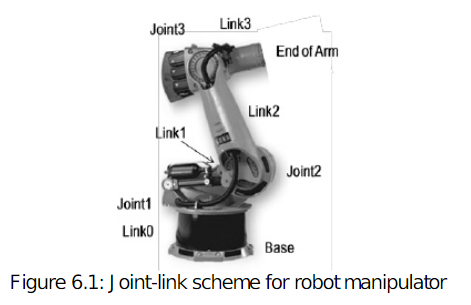 Link3
Joint3
End of Arm
Link2
Link1
Joint2
Joint1
Link0
Base
Figure 6.1: Joint-link scheme for robot manipulator